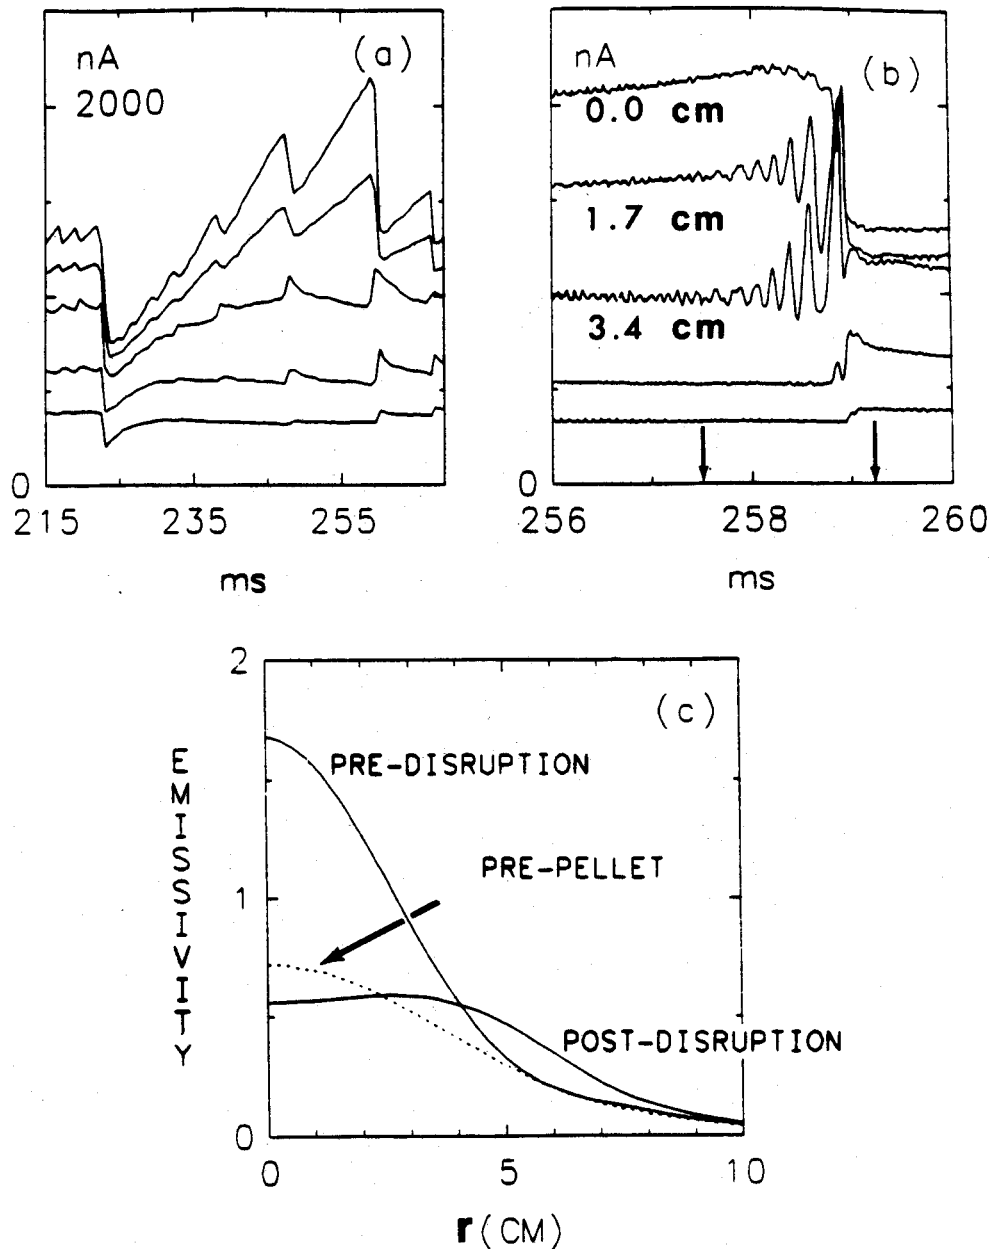 nA
2000
(a)
0
215
235
255
ms
nA
(b)
0.0 cm
1.7 cm
3.4 cm
0
256
258
260
ms
2
(c)
PRE-DISRUPTION
PRE-PELLET
1
POST-DISRUPTION
0
EMISSIVITY
0
5
10
r(CM)